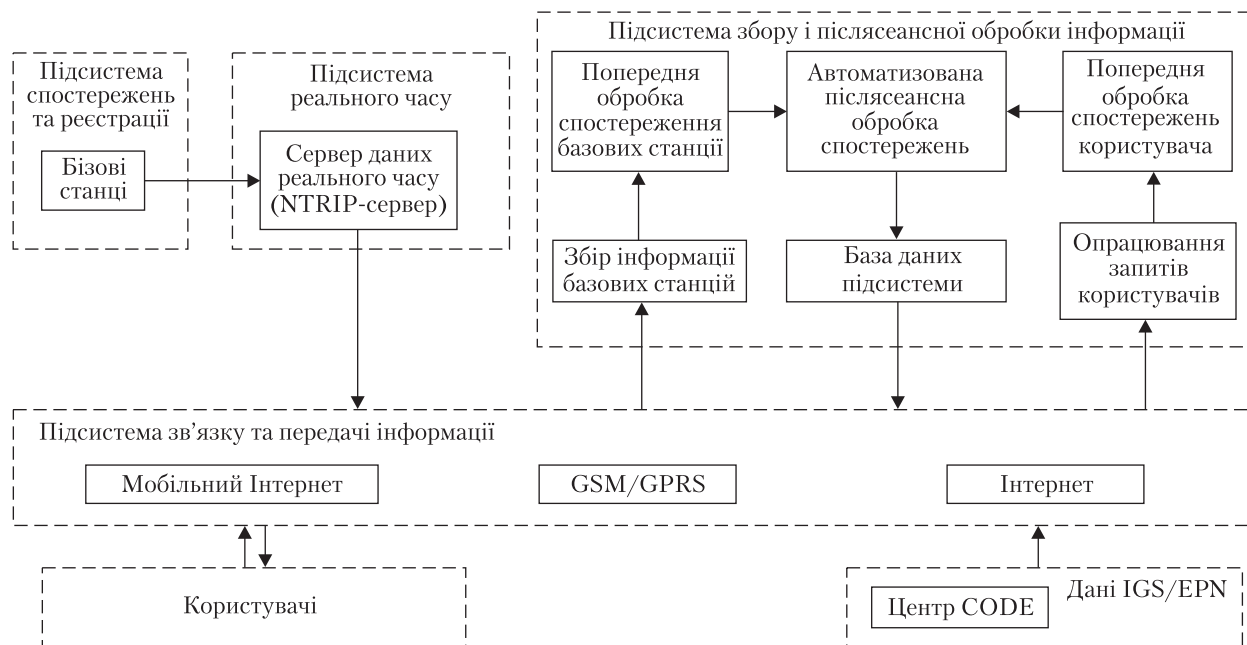 Підсистема
спостережень
та реєстрації
Бізові
станці
Підсистема
реального часу
Сервер даних
реального часу
(NTRIP-сервер)
Підсистема збору і післясеансної обробки інформації
Попередня
обробка
спостереження
базових станції
Автоматизована
післясеансна
обробка
спостережень
Попередня
обробка
спостережень
користувача
Збір інформації
базових станцій
База даних
підсистеми
Опрацювання
запитів
користувачів
Підсистема зв’язку та передачі інформації
Мобільний Інтернет
GSM/GPRS
Інтернет
Користувачі
Дані IGS/EPN
Центр CODE